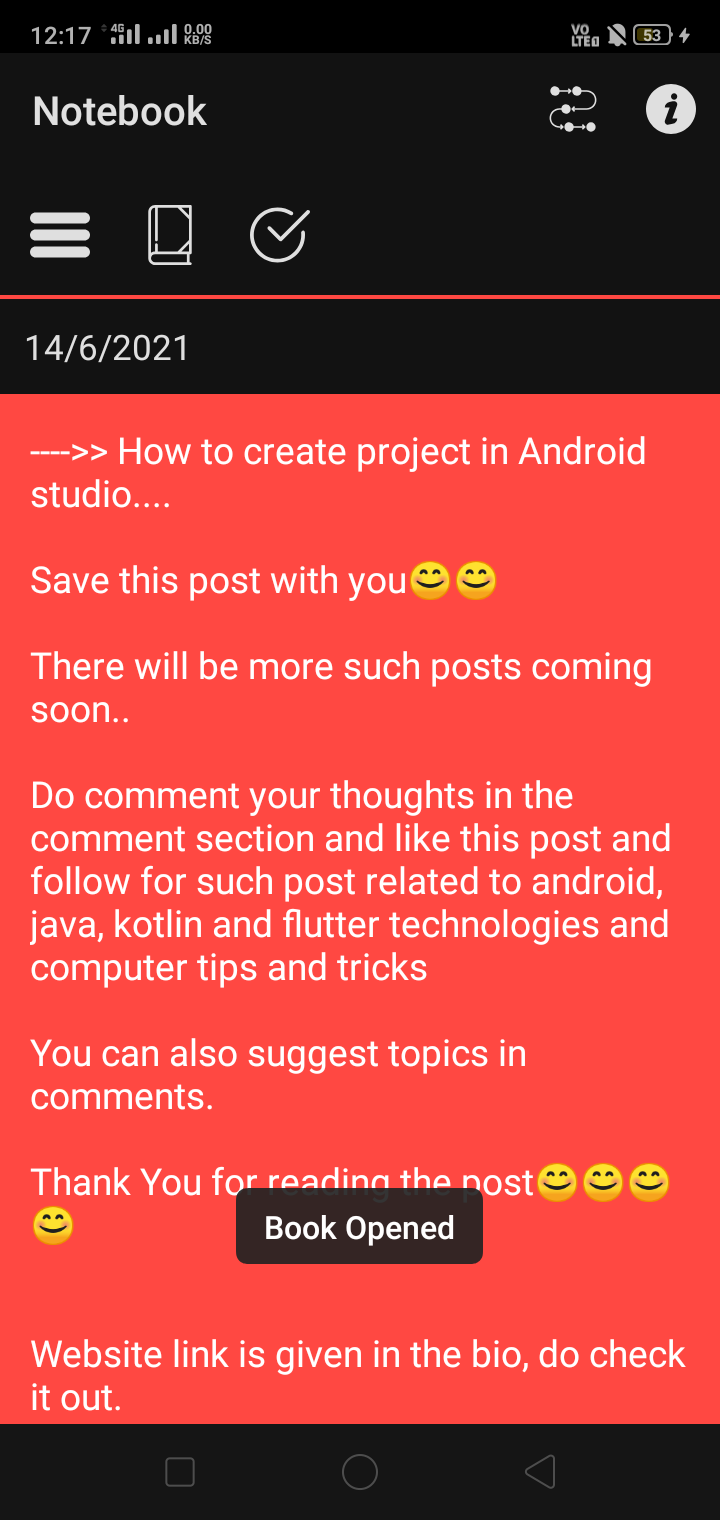 12:17 4G 0.00 KB/S VO LTE 53
Notebook
14/6/2021
---->> How to create project in Android
studio....
Save this post with you😊😊
There will be more such posts coming
soon..
Do comment your thoughts in the
comment section and like this post and
follow for such post related to android,
java, kotlin and flutter technologies and
computer tips and tricks
You can also suggest topics in
comments.
Thank You for reading the post😊😊😊
😊
Book Opened
Website link is given in the bio, do check
it out.